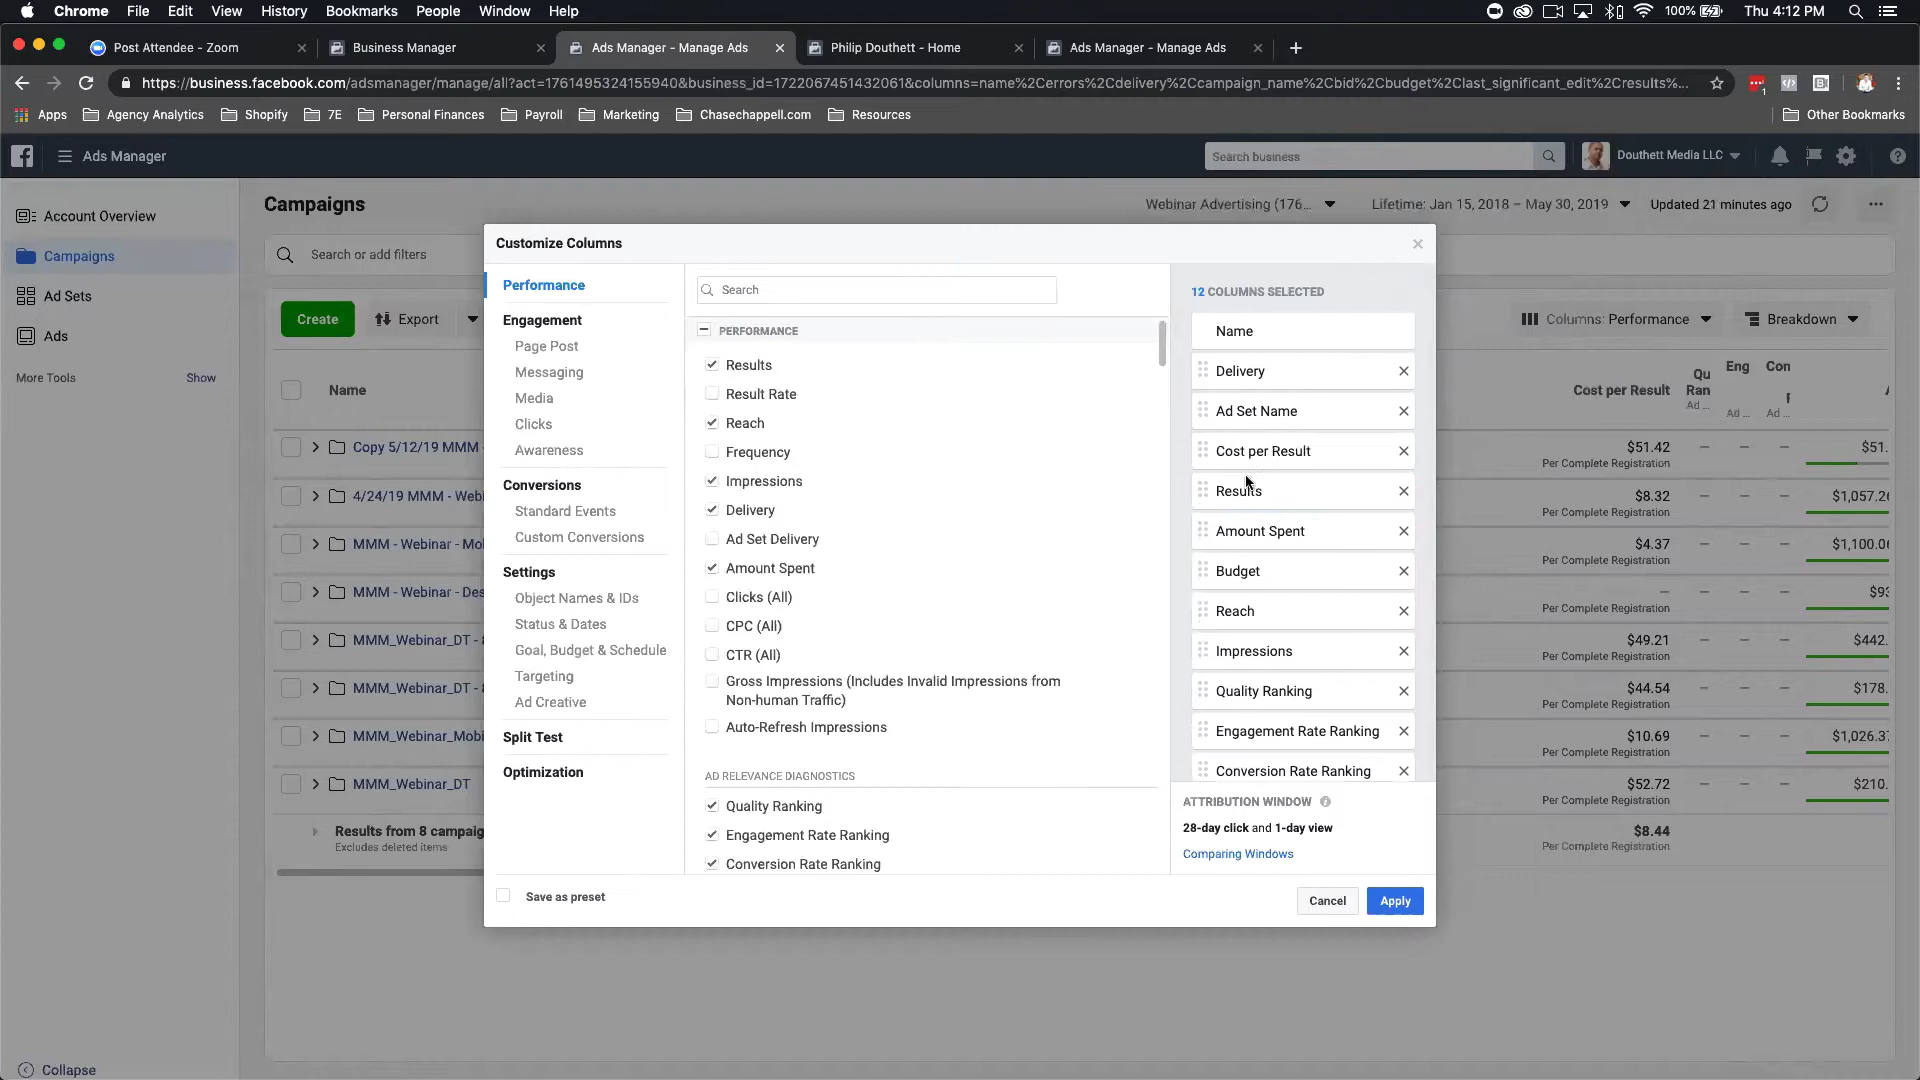 Chrome File Edit View History Bookmarks People Window Help 100% Thu 4:12 PM
Post Attendee - Zoom
Business Manager
Ads Manager - Manage Ads
Philip Douthett - Home
Ads Manager - Manage Ads
https://business.facebook.com/adsmanager/manage/all?act=1761495324155940&business_id=1722067451432061&columns=name%2Cerrors%2Cdelivery%2Ccampaign_name%2Cbid%2Cbudget%2Clast_significant_edit%2Cresults%...
Apps Agency Analytics Shopify 7E Personal Finances Payroll Marketing Chasechappell.com Resources Other Bookmarks
Ads Manager
Search business
Douthett Media LLC
Account Overview
Campaigns
Ad Sets
Ads
More Tools Show
Collapse
Campaigns
Webinar Advertising (176...
Lifetime: Jan 15, 2018 – May 30, 2019
Updated 21 minutes ago
Search or add filters
Create
Export
Columns: Performance
Breakdown
Name
Copy 5/12/19 MMM -
4/24/19 MMM - Webi
MMM - Webinar - Mo
MMM - Webinar - Des
MMM_Webinar_DT -
MMM_Webinar_DT -
MMM_Webinar_Mobi
MMM_Webinar_DT
Results from 8 campaig
Excludes deleted items
Customize Columns
Performance
Engagement
Page Post
Messaging
Media
Clicks
Awareness
Conversions
Standard Events
Custom Conversions
Settings
Object Names & IDs
Status & Dates
Goal, Budget & Schedule
Targeting
Ad Creative
Split Test
Optimization
Search
PERFORMANCE
Results
Result Rate
Reach
Frequency
Impressions
Delivery
Ad Set Delivery
Amount Spent
Clicks (All)
CPC (All)
CTR (All)
Gross Impressions (Includes Invalid Impressions from
Non-human Traffic)
Auto-Refresh Impressions
AD RELEVANCE DIAGNOSTICS
Quality Ranking
Engagement Rate Ranking
Conversion Rate Ranking
12 COLUMNS SELECTED
Name
Delivery
Ad Set Name
Cost per Result
Results
Amount Spent
Budget
Reach
Impressions
Quality Ranking
Engagement Rate Ranking
Conversion Rate Ranking
ATTRIBUTION WINDOW
28-day click and 1-day view
Comparing Windows
Save as preset
Cancel
Apply
Cost per Result
Qu
Ran
Ad ...
Eng
Ad ...
Con
Ad ...
$51.42 — — — $51.
Per Complete Registration
$8.32 — — — $1,057.26
Per Complete Registration
$4.37 — — — $1,100.06
Per Complete Registration
— — — — $93
Per Complete Registration
$49.21 — — — $442.
Per Complete Registration
$44.54 — — — $178.
Per Complete Registration
$10.69 — — — $1,026.37
Per Complete Registration
$52.72 — — — $210.
Per Complete Registration
$8.44
Per Complete Registration